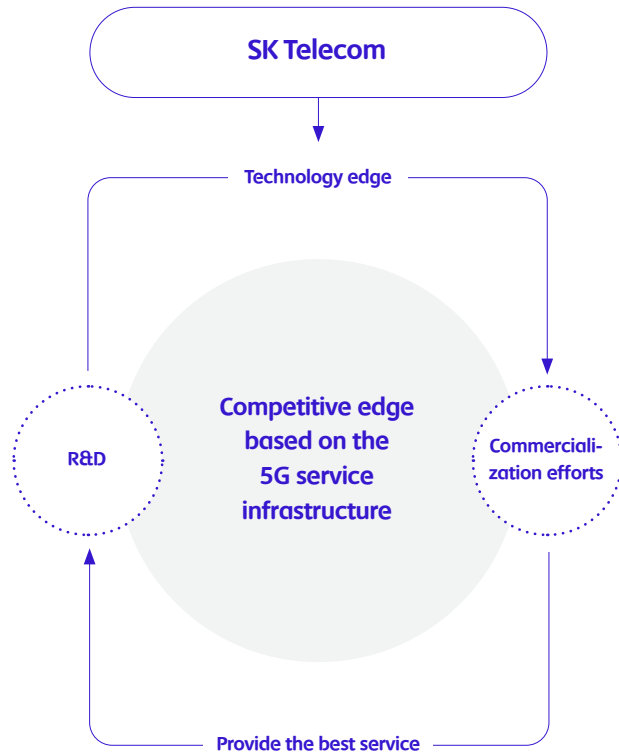 SK Telecom
Technology edge
R&D
Competitive edge
based on the
5G service
infrastructure
Commerciali-
zation efforts
Provide the best service